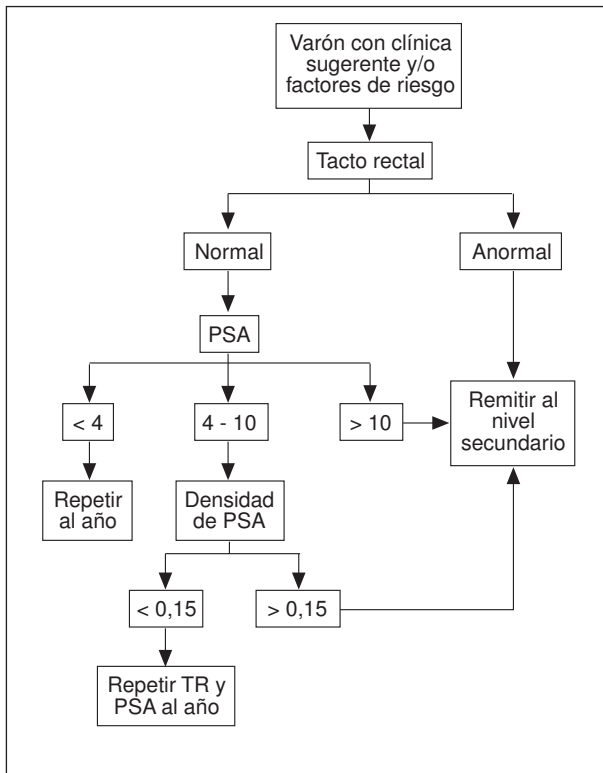 Varón con clínica
sugerente y/o
factores de riesgo
Tacto rectal
Normal
Anormal
PSA
< 4
4 - 10
> 10
Remitir al
nivel
secundario
Repetir
al año
Densidad
de PSA
< 0,15
> 0,15
Repetir TR y
PSA al año